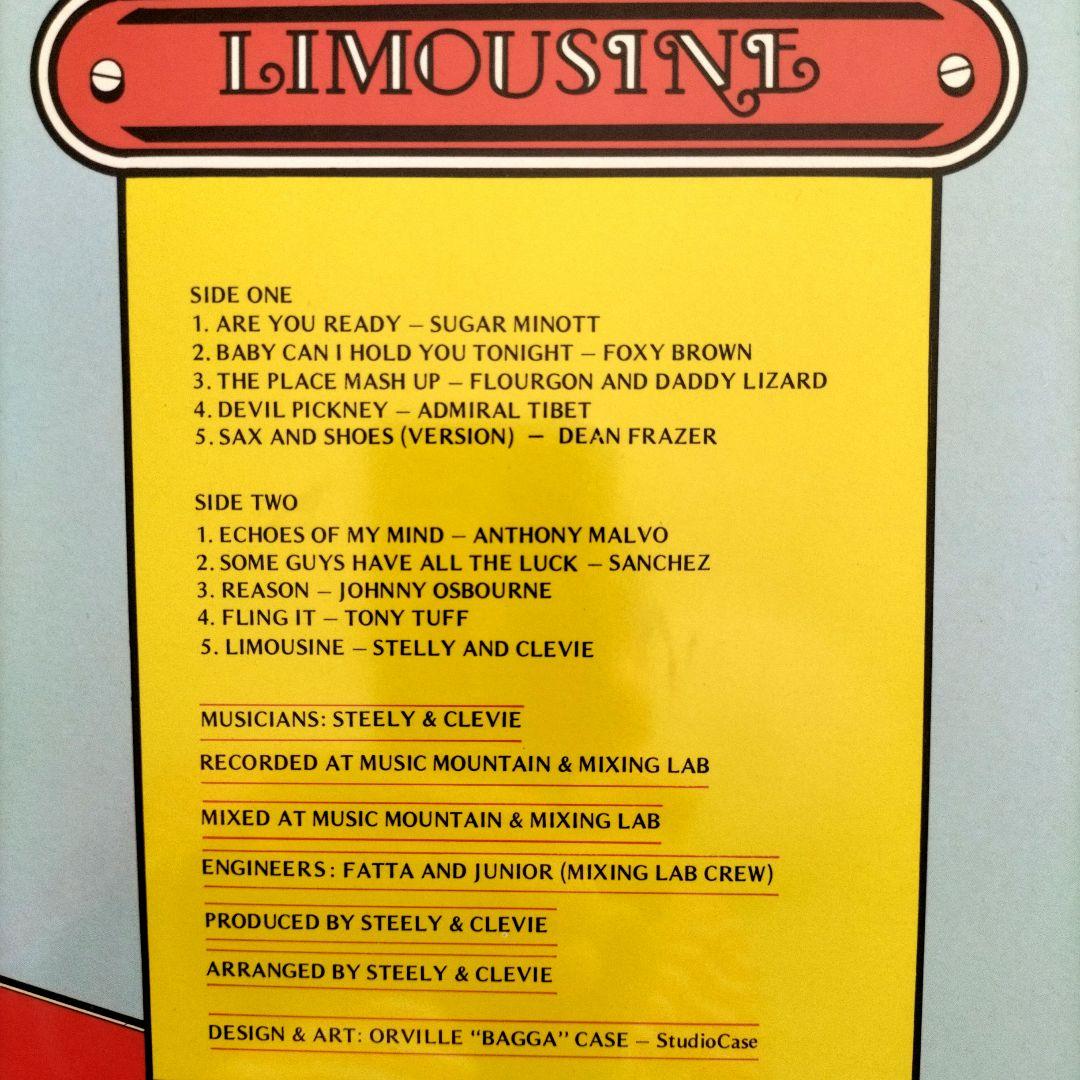 LIMOUSINE
SIDE ONE
1. ARE YOU READY – SUGAR MINOTT
2. BABY CAN I HOLD YOU TONIGHT – FOXY BROWN
3. THE PLACE MASH UP – FLOURGON AND DADDY LIZARD
4. DEVIL PICKNEY – ADMIRAL TIBET
5. SAX AND SHOES (VERSION) – DEAN FRAZER
SIDE TWO
1. ECHOES OF MY MIND – ANTHONY MALVO
2. SOME GUYS HAVE ALL THE LUCK – SANCHEZ
3. REASON – JOHNNY OSBOURNE
4. FLING IT – TONY TUFF
5. LIMOUSINE – STELLY AND CLEVIE
MUSICIANS: STEELY & CLEVIE
RECORDED AT MUSIC MOUNTAIN & MIXING LAB
MIXED AT MUSIC MOUNTAIN & MIXING LAB
ENGINEERS: FATTA AND JUNIOR (MIXING LAB CREW)
PRODUCED BY STEELY & CLEVIE
ARRANGED BY STEELY & CLEVIE
DESIGN & ART: ORVILLE “BAGGA” CASE – StudioCase